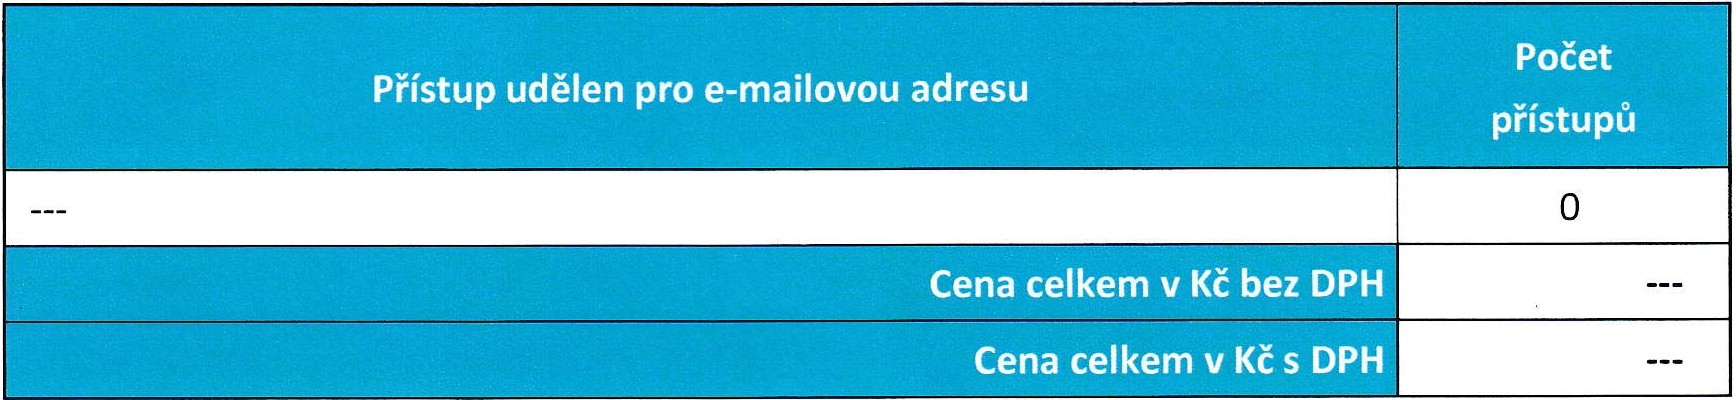 Přístup udělen pro e-mailovou adresu
Počet
přístupů
--- 0
Cena celkem v Kč bez DPH ---
Cena celkem v Kč s DPH ---